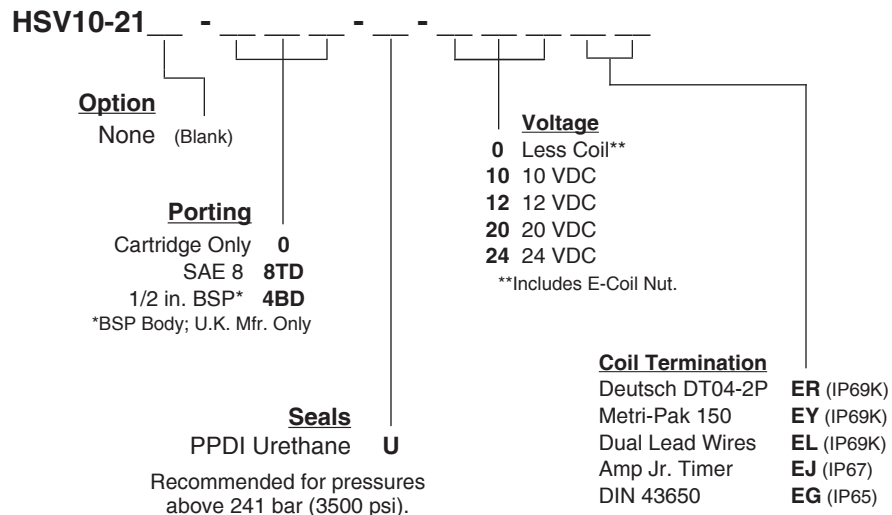 HSV10-21__ - __ __ __ - __ - __ __ __ __ __
Option
None (Blank)
Porting
Cartridge Only 0
SAE 8 8TD
1/2 in. BSP* 4BD
*BSP Body; U.K. Mfr. Only
Seals
PPDI Urethane U
Recommended for pressures
above 241 bar (3500 psi).
Voltage
0 Less Coil**
10 10 VDC
12 12 VDC
20 20 VDC
24 24 VDC
**Includes E-Coil Nut.
Coil Termination
Deutsch DT04-2P ER (IP69K)
Metri-Pak 150 EY (IP69K)
Dual Lead Wires EL (IP69K)
Amp Jr. Timer EJ (IP67)
DIN 43650 EG (IP65)